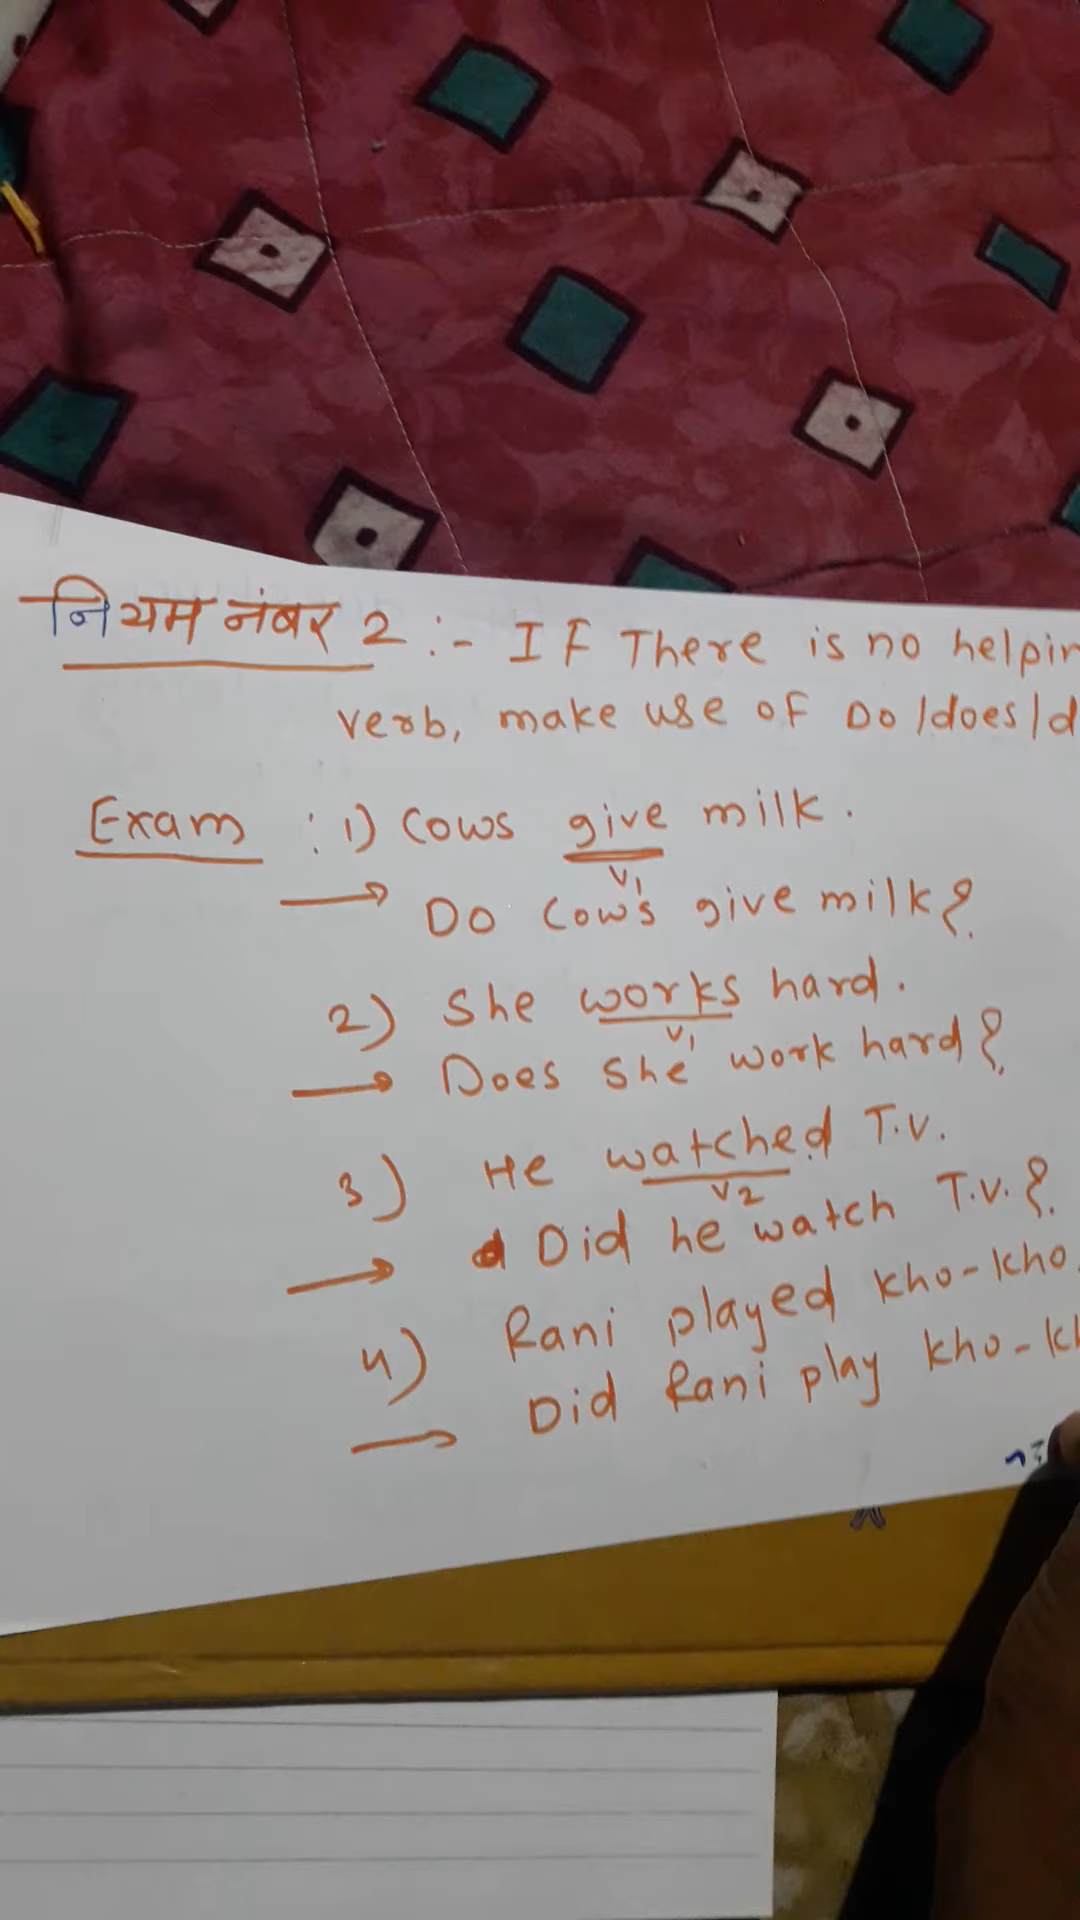 नियम नंबर 2 :- IF There is no helpin
verb, make use of Do/does/d
Exam : 1) Cows give milk.
V1
→ Do Cows give milk?
2) She works hard.
V1
→ Does She work hard?
3) He watched T.V.
V2
→ Did he watch T.V.?
4) Rani played kho-kho.
→ Did Rani play kho-kh